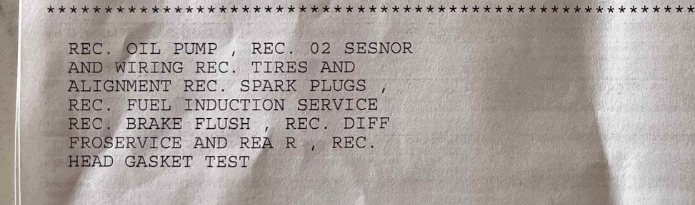 ************************************************************
REC. OIL PUMP , REC. 02 SESNOR
AND WIRING REC. TIRES AND
ALIGNMENT REC. SPARK PLUGS ,
REC. FUEL INDUCTION SERVICE
REC. BRAKE FLUSH , REC. DIFF
FROSERVICE AND REA R , REC.
HEAD GASKET TEST